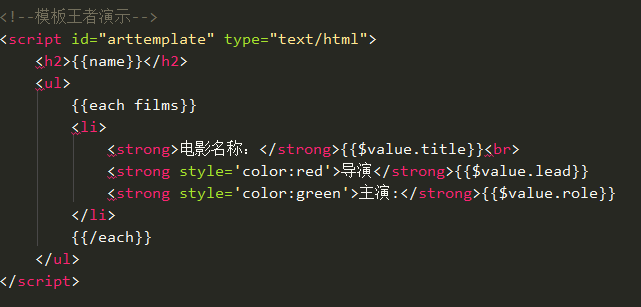 <!--模板王者演示-->
<script id="arttemplate" type="text/html">
<h2>{{name}}</h2>
<ul>
{{each films}}
<li>
<strong>电影名称：</strong>{{$value.title}}<br>
<strong style='color:red'>导演</strong>{{$value.lead}}
<strong style='color:green'>主演:</strong>{{$value.role}}
</li>
{{/each}}
</ul>
</script>